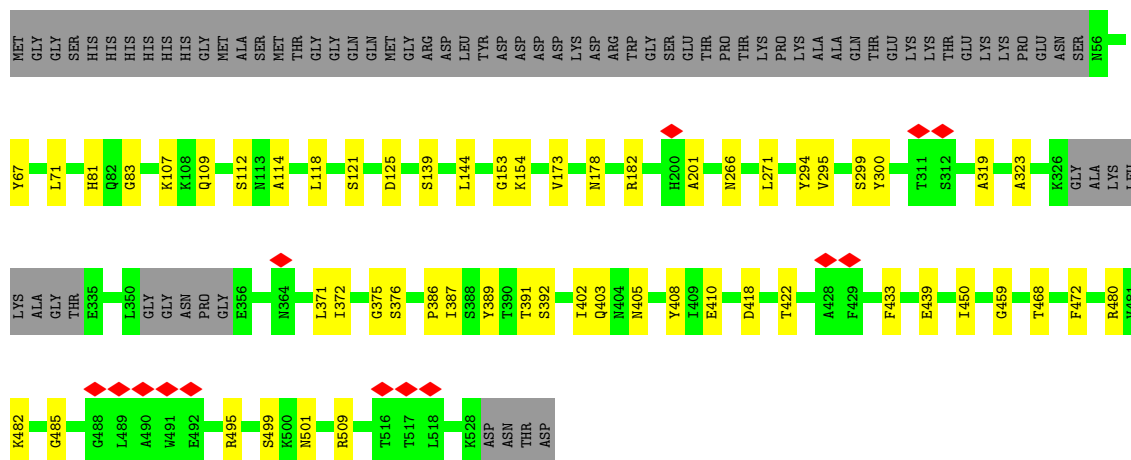 MET GLY GLY SER HIS HIS HIS HIS HIS HIS GLY MET ALA SER MET THR GLY GLY GLN GLN MET GLY ARG ASP LEU TYR ASP ASP ASP ASP LYS ASP ARG TRP GLY SER GLU THR PRO THR LYS PRO LYS ALA ALA GLN THR GLU LYS LYS THR GLU LYS LYS PRO GLU ASN SER N56
Y67 L71 H81 Q82 G83 K107 K108 Q109 S112 N113 A114 L118 S121 D125 S139 L144 G153 K154 V173 N178 R182 H200 A201 N266 L271 Y294 V295 S299 Y300 T311 S312 A319 A323 K326 GLY ALA LYS LEU
LYS ALA GLY THR E335 L350 GLY GLY ASN PRO GLY E356 N364 L371 I372 G375 S376 P386 I387 S388 Y389 T390 T391 S392 I402 Q403 N404 N405 Y408 I409 E410 D418 T422 A428 F429 F433 E439 I450 G459 T468 F472 R480 V481
K482 G485 G488 L489 A490 W491 E492 R495 S499 K500 N501 R509 T516 T517 L518 K528 ASP ASN THR ASP